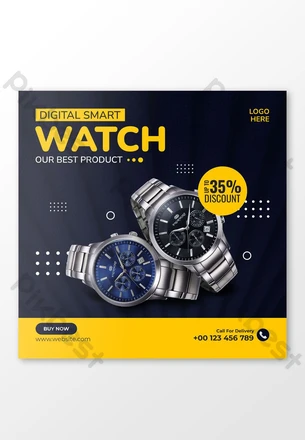 DIGITAL SMART
LOGO
HERE
WATCH
OUR BEST PRODUCT
UP TO
35%
DISCOUNT
BUY NOW
www.website.com
Call For Delivery
+00 123 456 789
pikbest